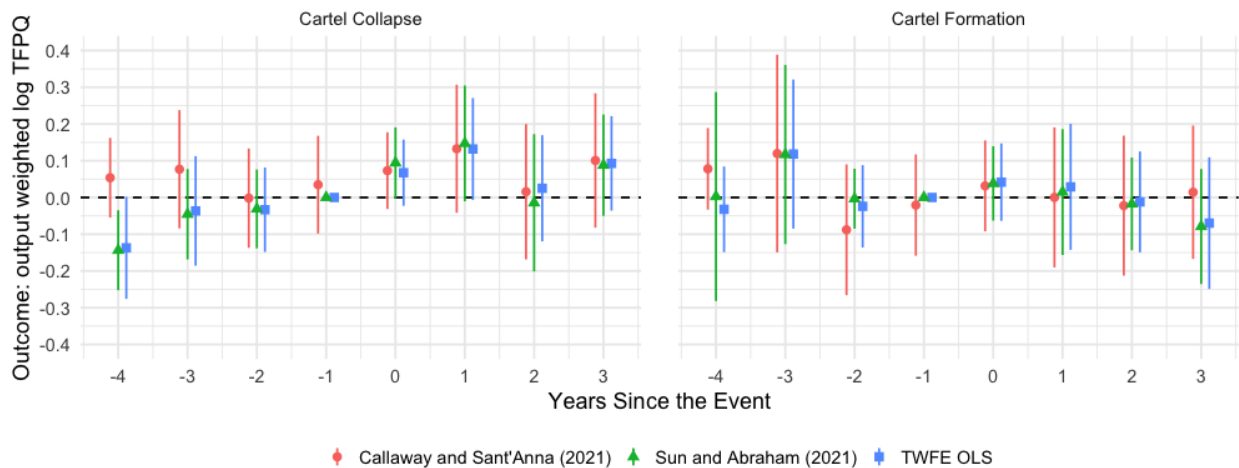 Cartel Collapse Cartel Formation
Outcome: output weighted log TFPQ
0.4
0.3
0.2
0.1
0.0
-0.1
-0.2
-0.3
-0.4
-4 -3 -2 -1 0 1 2 3 -4 -3 -2 -1 0 1 2 3
Years Since the Event
Callaway and Sant'Anna (2021) Sun and Abraham (2021) TWFE OLS